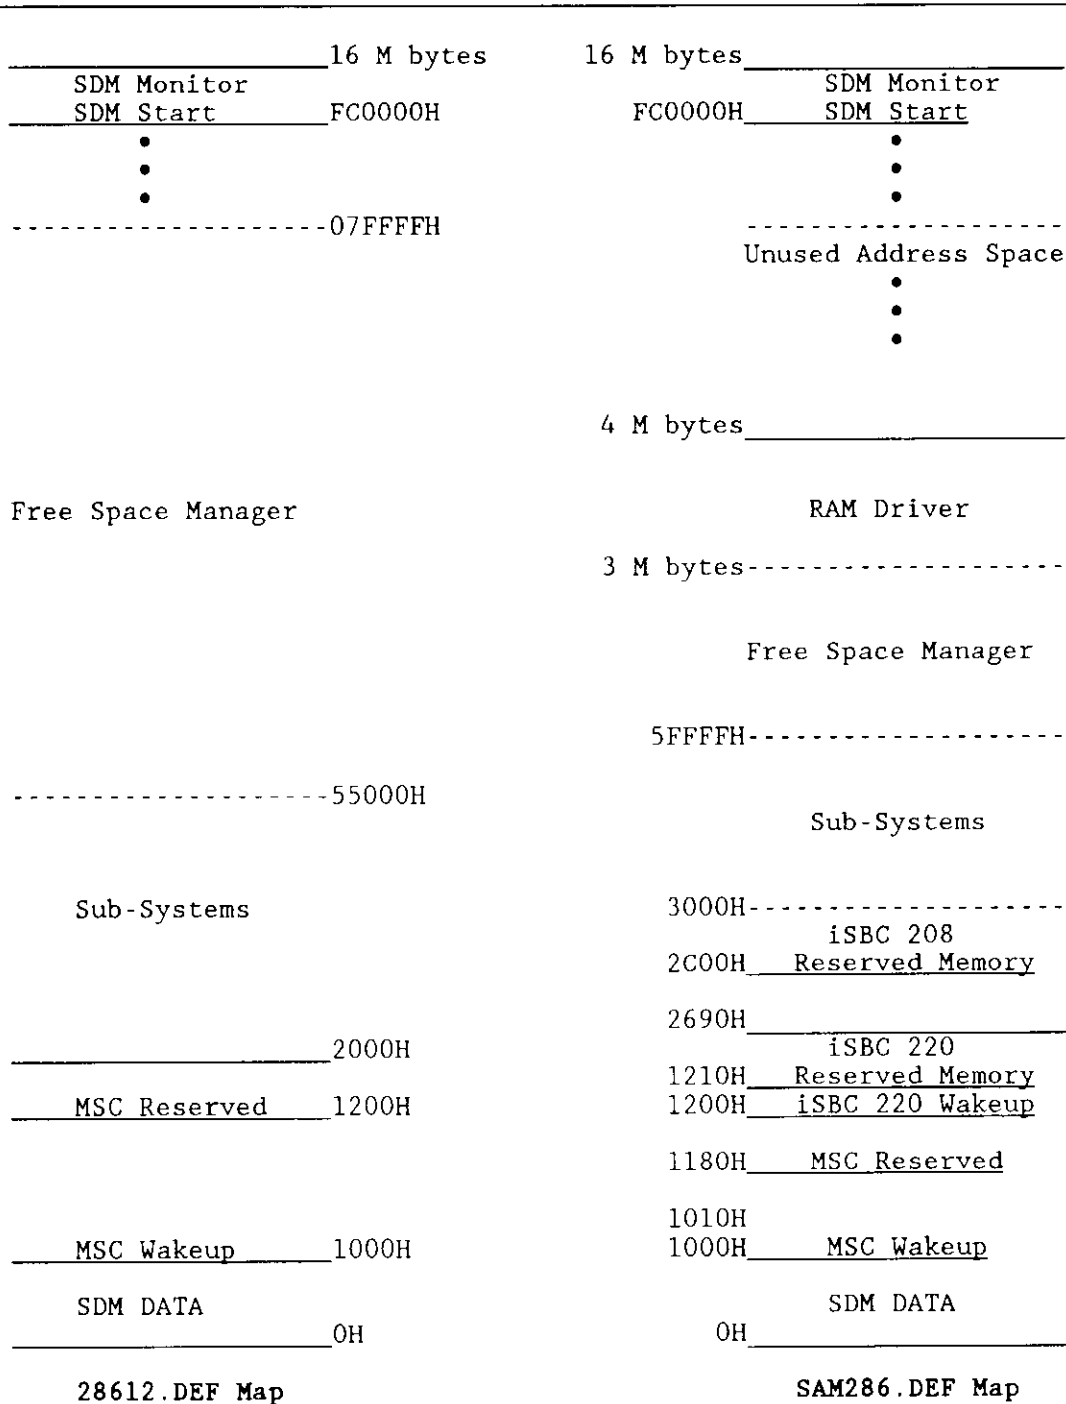 16 M bytes
SDM Monitor
SDM Start FC0000H
•
•
•
- - - - - - - - - - - - - - - - - - - -07FFFFH
Free Space Manager
- - - - - - - - - - - - - - - - - - - -55000H
Sub-Systems
2000H
MSC Reserved 1200H
MSC Wakeup 1000H
SDM DATA
0H
28612.DEF Map
16 M bytes
SDM Monitor
FC0000H SDM Start
•
•
•
- - - - - - - - - - - - - - - - - - - -
Unused Address Space
•
•
•
4 M bytes
RAM Driver
3 M bytes- - - - - - - - - - - - - - - - - - - -
Free Space Manager
5FFFFH- - - - - - - - - - - - - - - - - - - -
Sub-Systems
3000H- - - - - - - - - - - - - - - - - - - -
iSBC 208
2C00H Reserved Memory
2690H
iSBC 220
1210H Reserved Memory
1200H iSBC 220 Wakeup
1180H MSC Reserved
1010H
1000H MSC Wakeup
SDM DATA
0H
SAM286.DEF Map